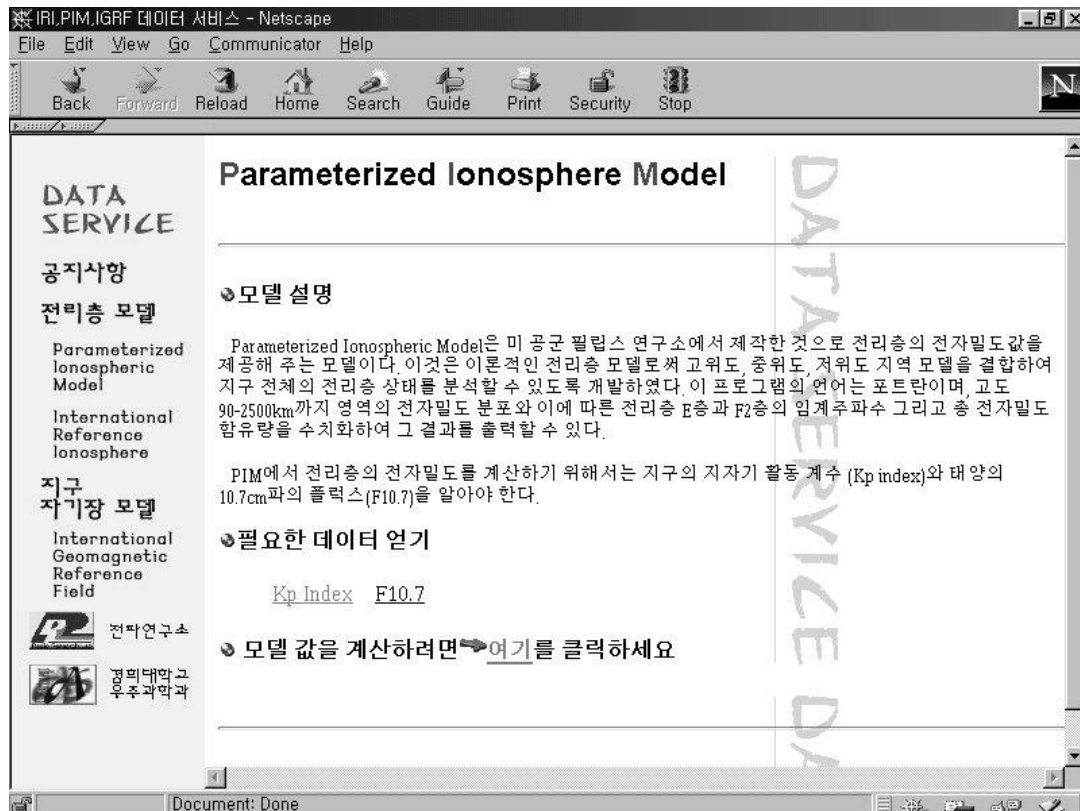 IRI,PIM,IGRF 데이터 서비스 - Netscape
File Edit View Go Communicator Help
Back Forward Reload Home Search Guide Print Security Stop
N
DATA
SERVICE
공지사항
전리층 모델
Parameterized
Ionospheric
Model
International
Reference
Ionosphere
지구
자기장 모델
International
Geomagnetic
Reference
Field
전파연구소
경희대학교
우주과학과
Parameterized Ionosphere Model
모델 설명
Parameterized Ionospheric Model은 미 공군 필립스 연구소에서 제작한 것으로 전리층의 전자밀도값을
제공해 주는 모델이다. 이것은 이론적인 전리층 모델로써 고위도, 중위도, 저위도 지역 모델을 결합하여
지구 전체의 전리층 상태를 분석할 수 있도록 개발하였다. 이 프로그램의 언어는 포트란이며, 고도
90-2500km까지 영역의 전자밀도 분포와 이에 따른 전리층 E층과 F2층의 임계주파수 그리고 총 전자밀도
함유량을 수치화하여 그 결과를 출력할 수 있다.
PIM에서 전리층의 전자밀도를 계산하기 위해서는 지구의 지자기 활동 계수 (Kp index)와 태양의
10.7cm파의 플럭스(F10.7)을 알아야 한다.
필요한 데이터 얻기
Kp Index F10.7
모델 값을 계산하려면 여기를 클릭하세요
DATA SERVICE DA
Document: Done